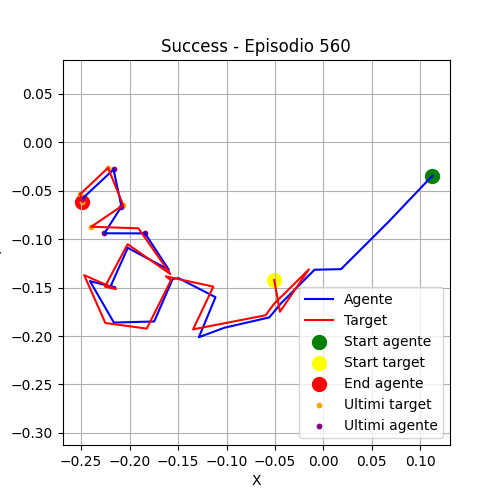 Success - Episodio 560
0.05
0.00
−0.05
−0.10
−0.15
−0.20
−0.25
−0.30
Agente
Target
Start agente
Start target
End agente
Ultimi target
Ultimi agente
−0.25 −0.20 −0.15 −0.10 −0.05 0.00 0.05 0.10
X